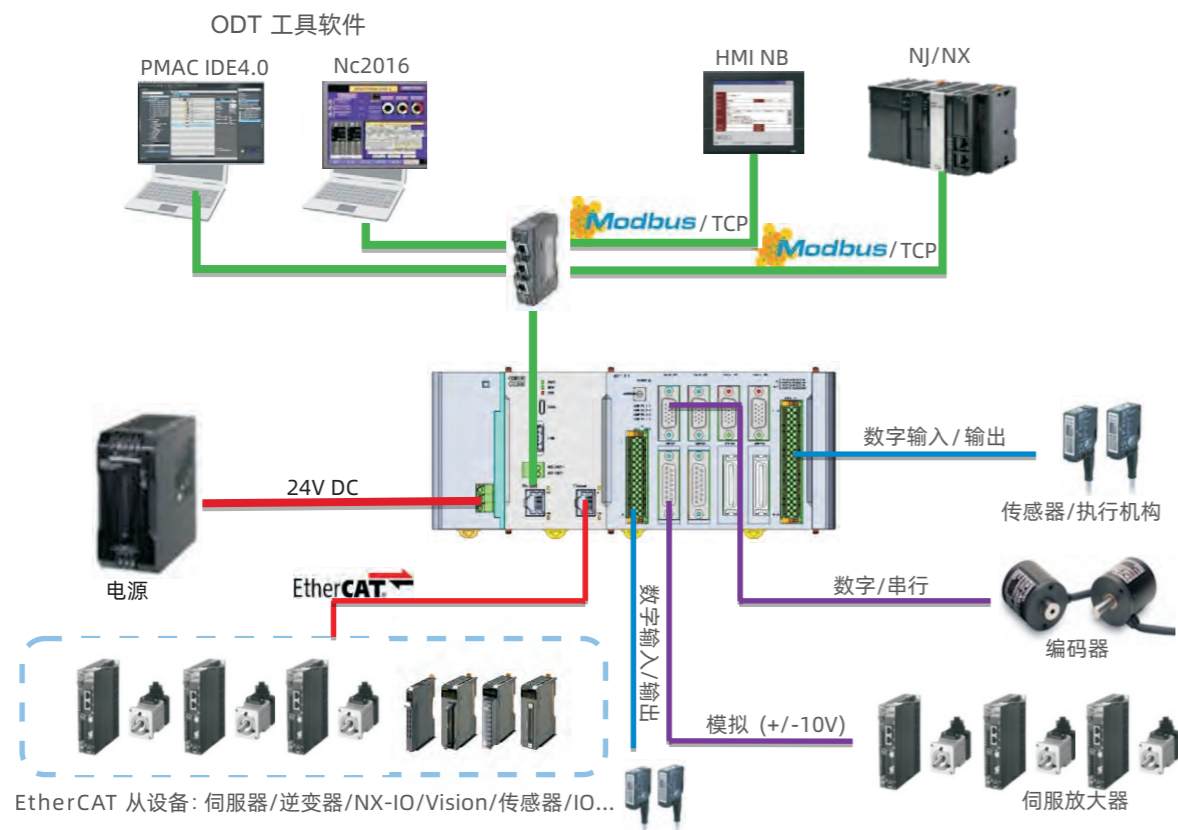 ODT 工具软件
PMAC IDE4.0
Nc2016
HMI NB
NJ/NX
Modbus/TCP
Modbus/TCP
24V DC
数字输入/输出
传感器/执行机构
电源
EtherCAT
数字输入/输出
数字/串行
编码器
模拟 (+/-10V)
伺服放大器
EtherCAT 从设备: 伺服器/逆变器/NX-IO/Vision/传感器/IO...